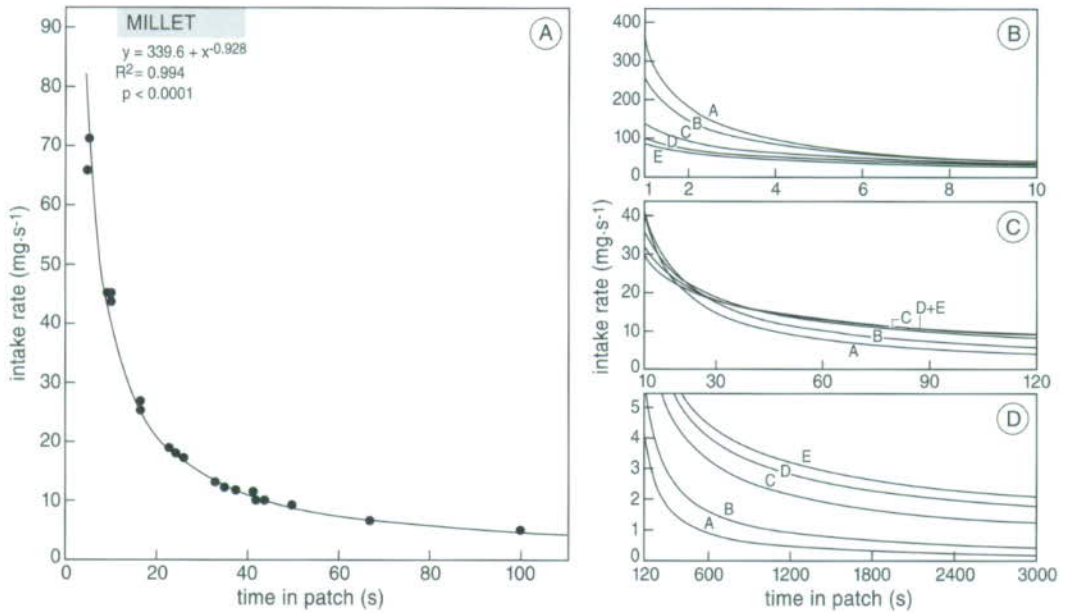 MILLET
y = 339.6 + x^-0.928
R² = 0.994
p < 0.0001
A
intake rate (mg·s⁻¹)
90
80
70
60
50
40
30
20
10
0
0 20 40 60 80 100
time in patch (s)
B
400
300
200
100
0
A
B
C
D
E
1 2 4 6 8 10
intake rate (mg·s⁻¹)
C
40
30
20
10
0
D+E
C
B
A
10 30 60 90 120
D
5
4
3
2
1
0
E
D
C
B
A
120 600 1200 1800 2400 3000
time in patch (s)